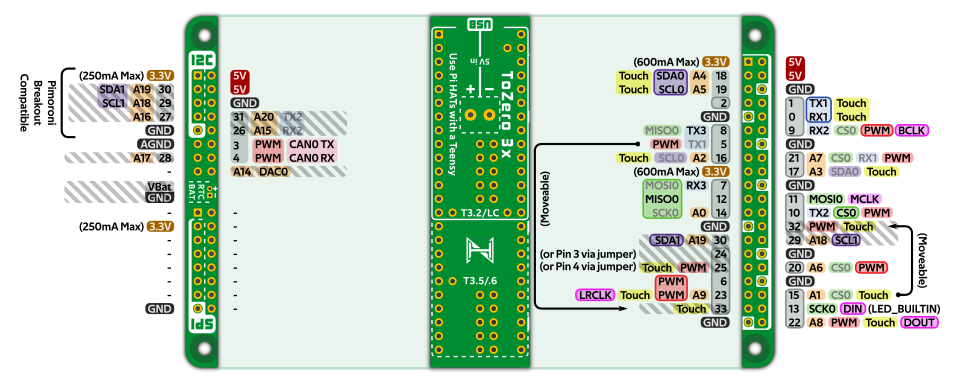 USB
5V in
Use Pi HATs with a Teensy
ToZero 3x
+ -
T3.2/LC
T3.5/.6
I2C
SPI
+
RTC
BAT
Pimoroni
Breakout
Compatible
(250mA Max) 3.3V
SDA1 A19 30
SCL1 A18 29
A16 27
GND
AGND
A17 28
-
VBat
GND
-
(250mA Max) 3.3V
-
-
-
-
-
GND
5V
5V
GND
31 A20 TX2
26 A15 RX2
3 PWM CAN0 TX
4 PWM CAN0 RX
A14 DAC0
-
-
-
-
-
-
-
-
(600mA Max) 3.3V
Touch SDA0 A4 18
Touch SCL0 A5 19
2
GND
MISO0 TX3 8
PWM TX1 5
Touch SCL0 A2 16
(600mA Max) 3.3V
MOSI0 RX3 7
MISO0 12
SCK0 A0 14
GND
SDA1 A19 30
(or Pin 3 via jumper) 24
(or Pin 4 via jumper) Touch PWM 25
PWM 6
LRCLK Touch PWM A9 23
Touch 33
GND
(Moveable)
5V
5V
GND
1 TX1 Touch
0 RX1 Touch
9 RX2 CS0 PWM BCLK
GND
21 A7 CS0 RX1 PWM
17 A3 SDA0 Touch
GND
11 MOSI0 MCLK
10 TX2 CS0 PWM
32 PWM Touch
29 A18 SCL1
GND
20 A6 CS0 PWM
GND
15 A1 CS0 Touch
13 SCK0 DIN (LED_BUILTIN)
22 A8 PWM Touch DOUT
(Moveable)